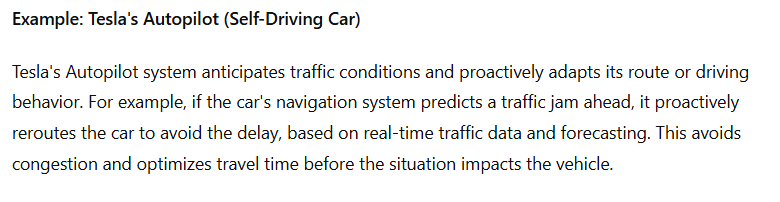 Example: Tesla's Autopilot (Self-Driving Car)
Tesla's Autopilot system anticipates traffic conditions and proactively adapts its route or driving
behavior. For example, if the car's navigation system predicts a traffic jam ahead, it proactively
reroutes the car to avoid the delay, based on real-time traffic data and forecasting. This avoids
congestion and optimizes travel time before the situation impacts the vehicle.